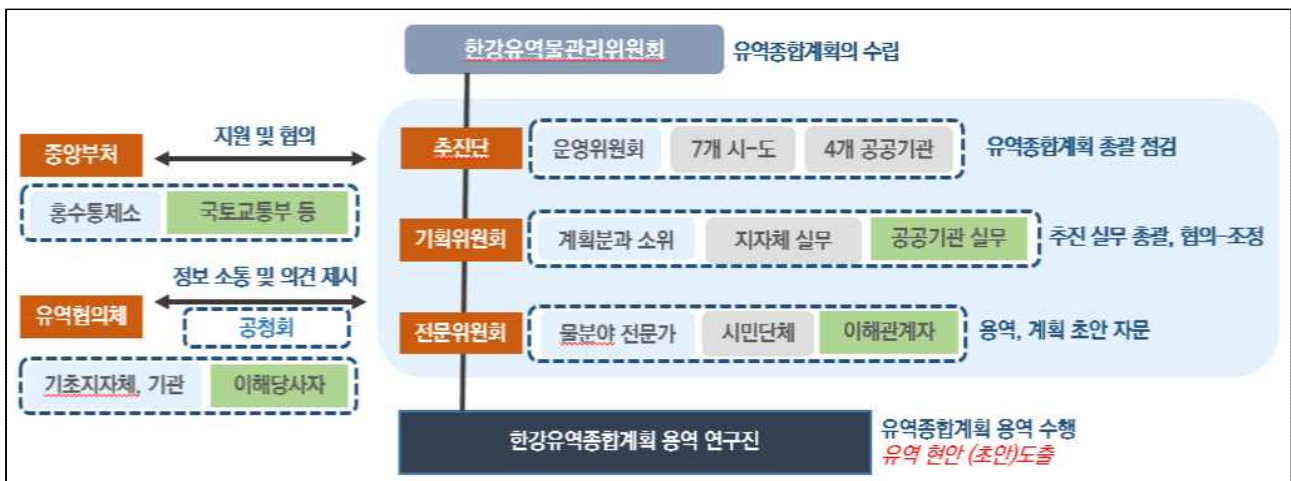 한강유역물관리위원회 유역종합계획의 수립
중앙부처 지원 및 협의
홍수통제소 국토교통부 등
추진단 운영위원회 7개 시-도 4개 공공기관 유역종합계획 총괄 점검
기획위원회 계획분과 소위 지자체 실무 공공기관 실무 추진 실무 총괄, 협의-조정
유역협의체 정보 소통 및 의견 제시
공청회
기초지자체, 기관 이해당사자
전문위원회 물분야 전문가 시민단체 이해관계자 용역, 계획 초안 자문
한강유역종합계획 용역 연구진 유역종합계획 용역 수행
유역 현안 (초안)도출